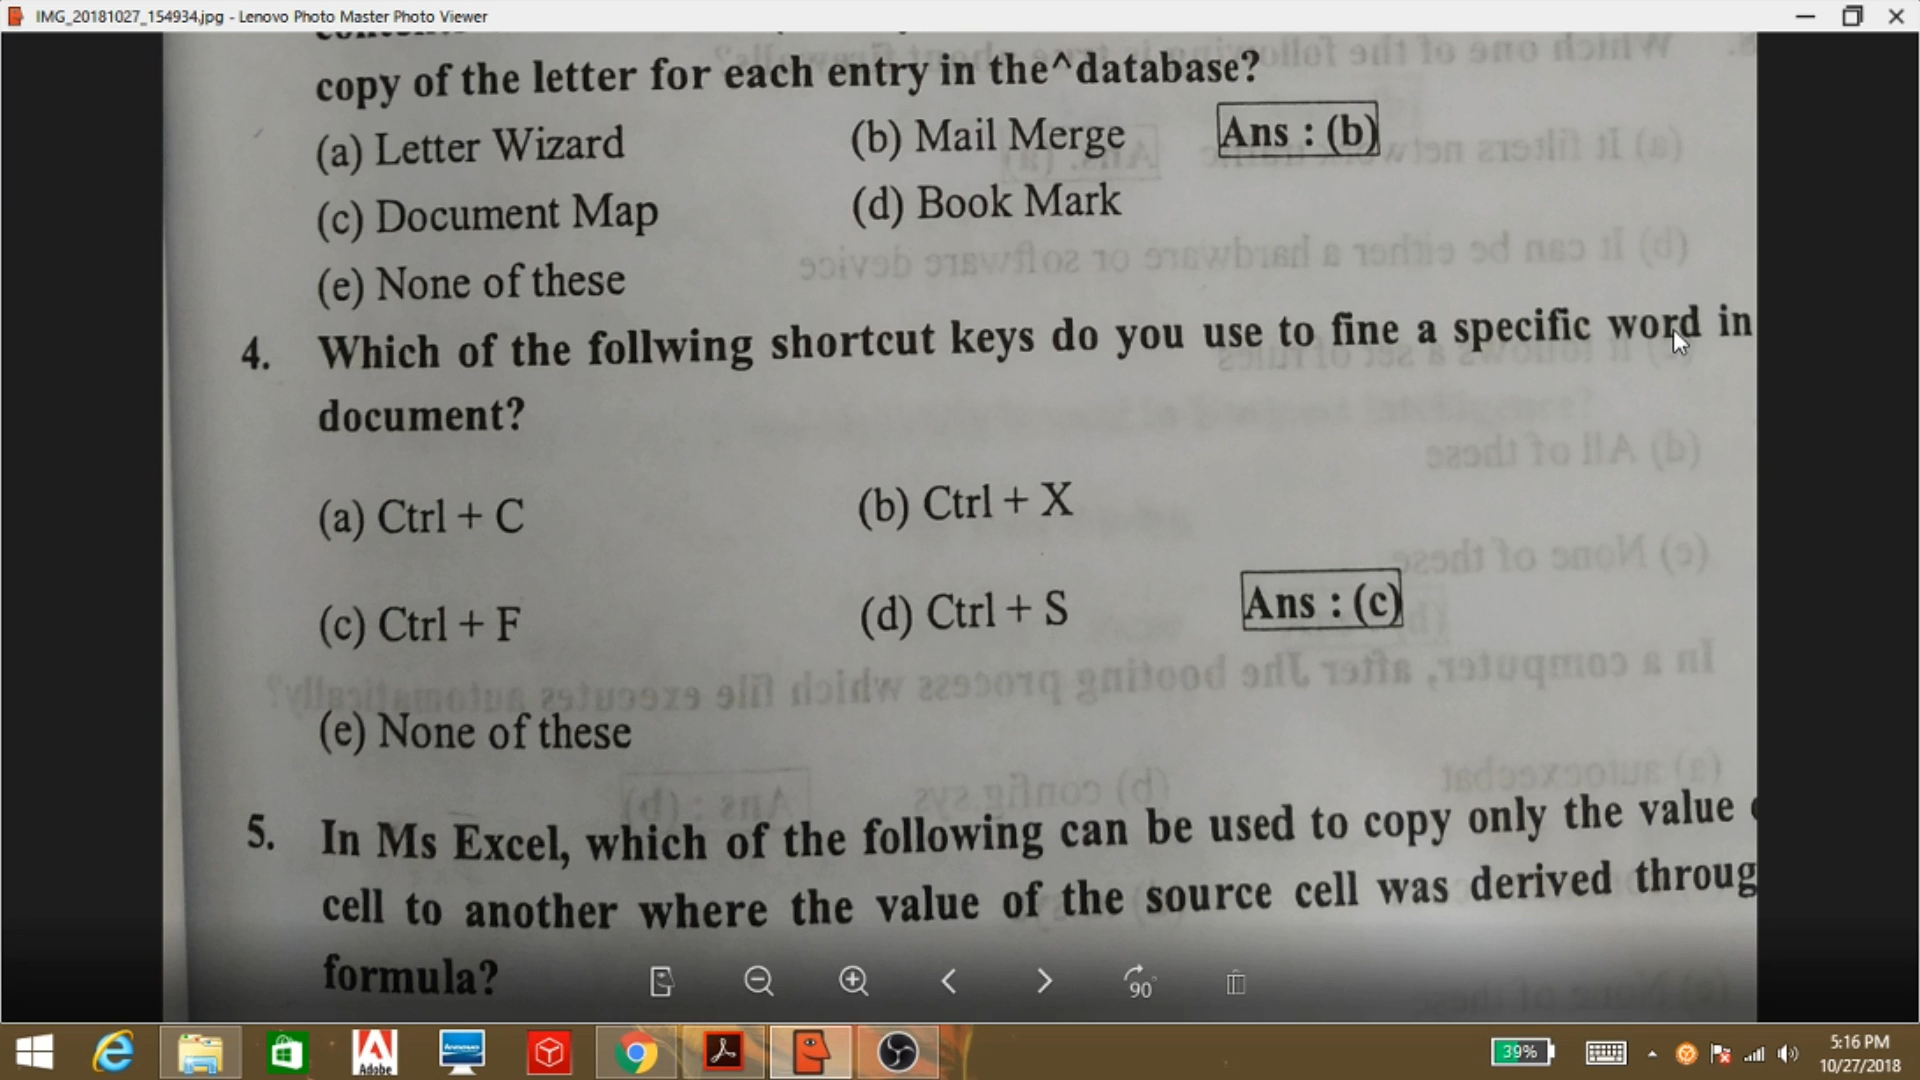 IMG_20181027_154934.jpg - Lenovo Photo Master Photo Viewer
copy of the letter for each entry in the^database?
(a) Letter Wizard (b) Mail Merge Ans : (b)
(c) Document Map (d) Book Mark
(e) None of these
4. Which of the follwing shortcut keys do you use to fine a specific word in
document?
(a) Ctrl + C (b) Ctrl + X
(c) Ctrl + F (d) Ctrl + S Ans : (c)
(e) None of these
5. In Ms Excel, which of the following can be used to copy only the value
cell to another where the value of the source cell was derived throug
formula?
90
Adobe
lenovo
39%
5:16 PM
10/27/2018